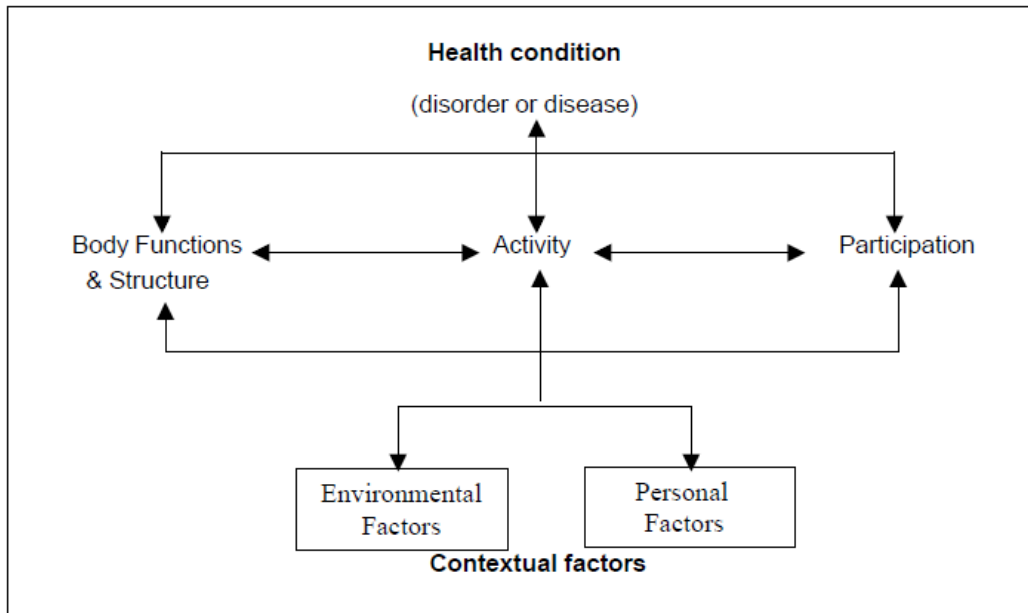 Health condition
(disorder or disease)
Body Functions
& Structure
Activity
Participation
Environmental
Factors
Personal
Factors
Contextual factors